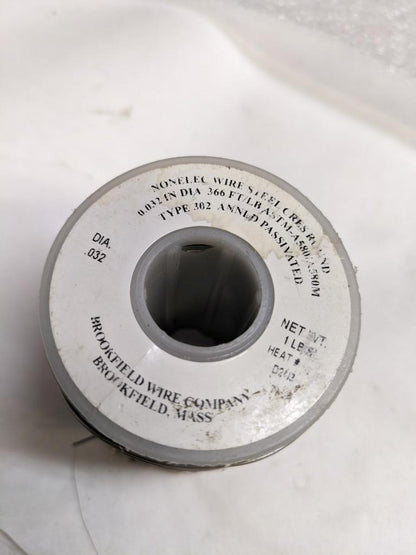 NONELEC WIRE STEEL CRES ROUND
0.032 IN DIA 366 FT/LB ASTM-A580/A580M
TYPE 302 ANNLD PASSIVATED
DIA.
.032
NET WT.
1 LB
HEAT #
BROOKFIELD WIRE COMPANY
BROOKFIELD, MASS